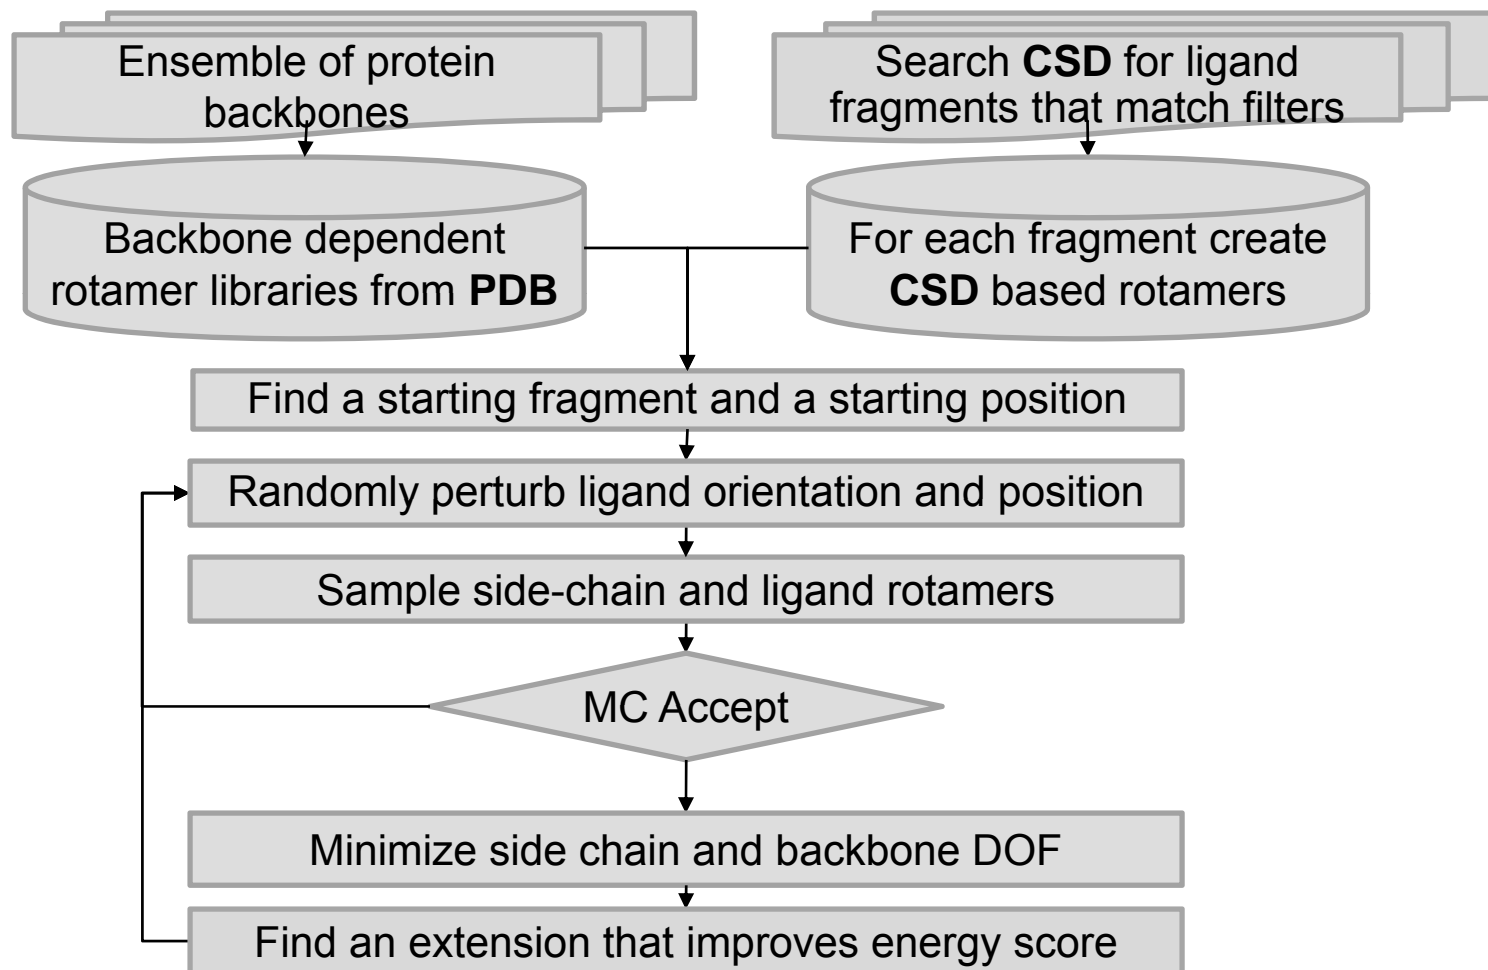 Ensemble of protein
backbones
Search CSD for ligand
fragments that match filters
Backbone dependent
rotamer libraries from PDB
For each fragment create
CSD based rotamers
Find a starting fragment and a starting position
Randomly perturb ligand orientation and position
Sample side-chain and ligand rotamers
MC Accept
Minimize side chain and backbone DOF
Find an extension that improves energy score